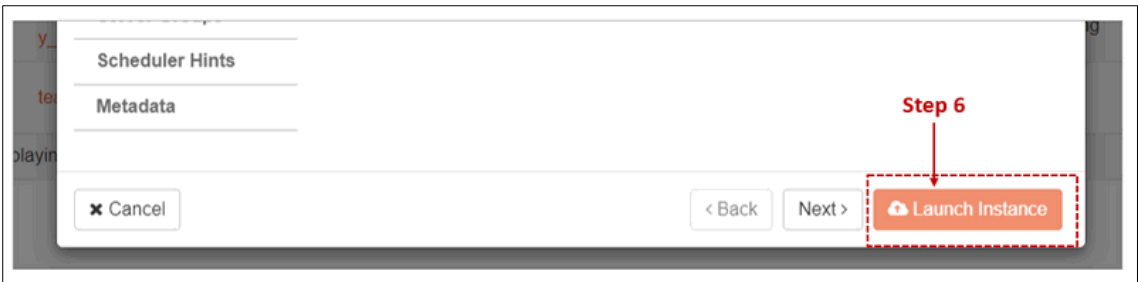 Scheduler Hints
Metadata
Step 6
✖ Cancel
< Back
Next >
Launch Instance